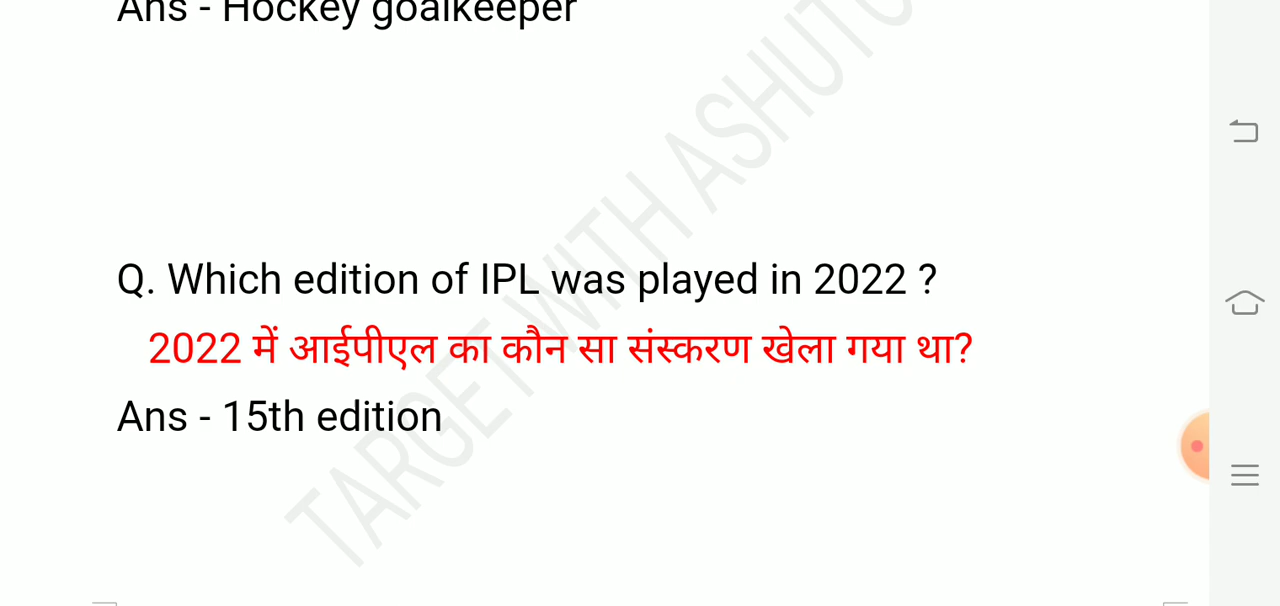 Ans - Hockey goalkeeper
TARGET WITH ASHUTO
Q. Which edition of IPL was played in 2022 ?
2022 में आईपीएल का कौन सा संस्करण खेला गया था?
Ans - 15th edition